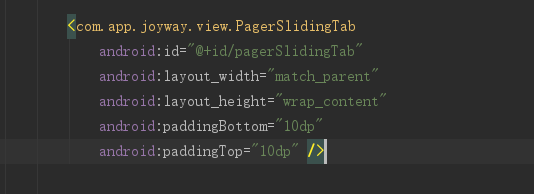 <com.app.joyway.view.PagerSlidingTab
android:id="@+id/pagerSlidingTab"
android:layout_width="match_parent"
android:layout_height="wrap_content"
android:paddingBottom="10dp"
android:paddingTop="10dp" />